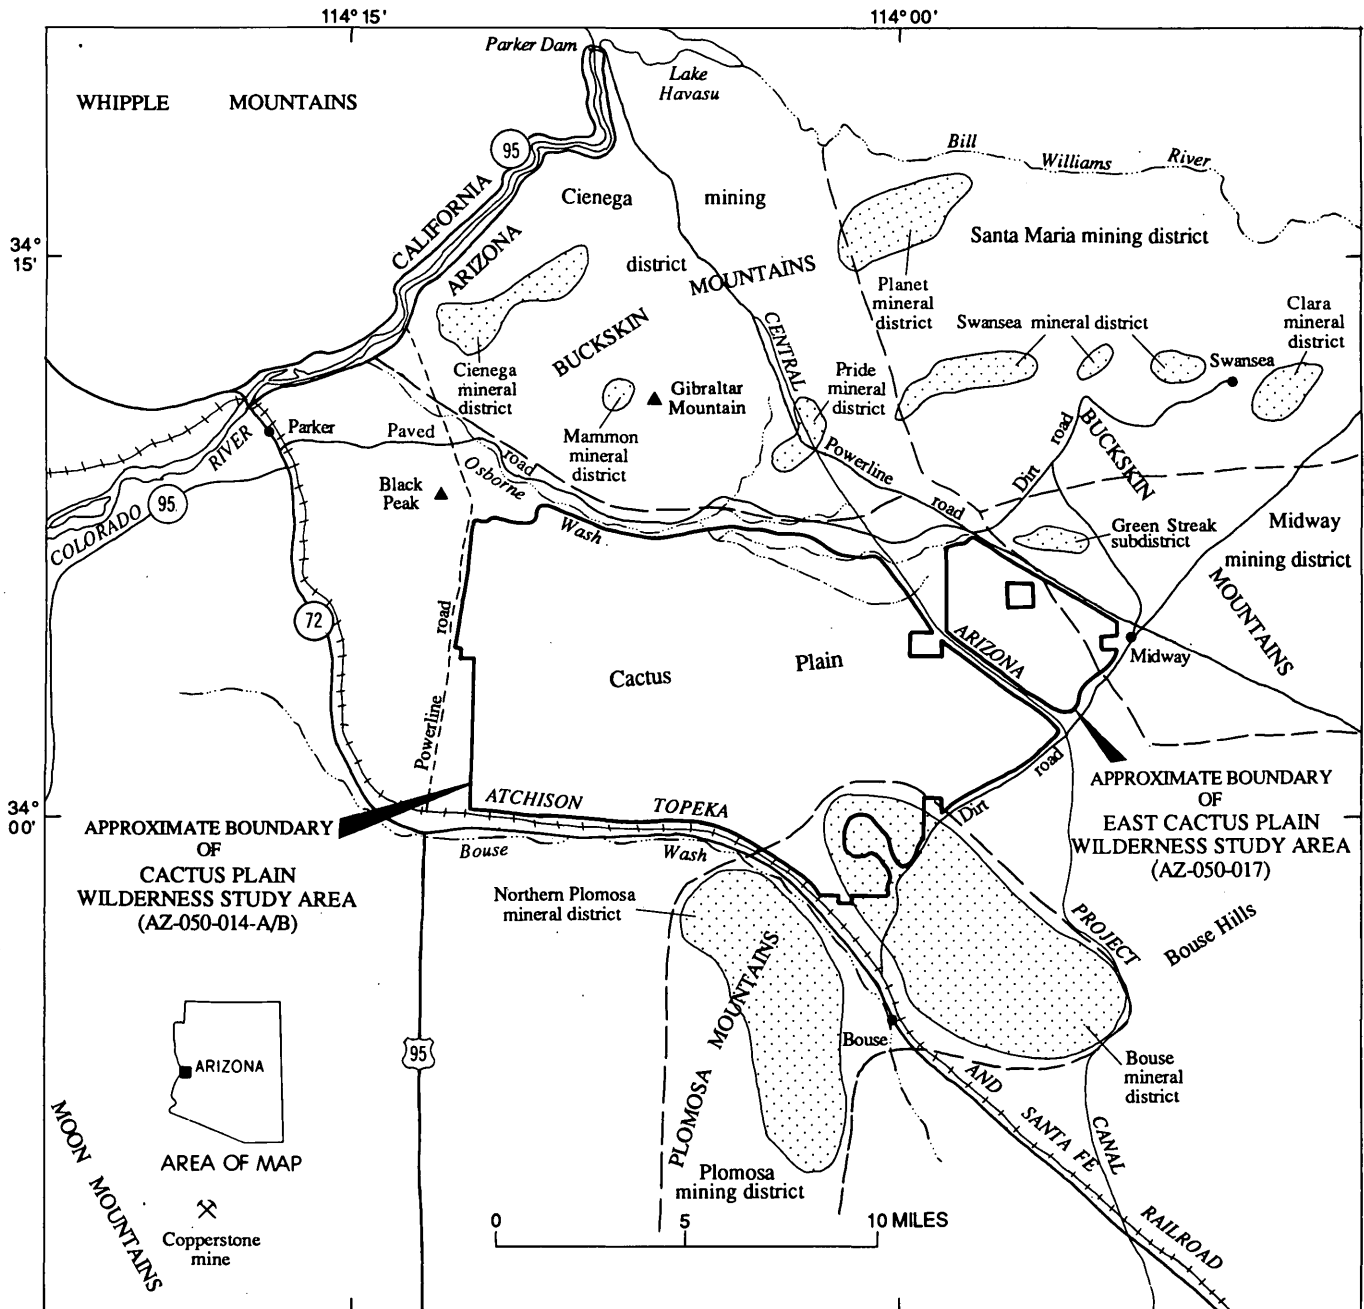 114° 15'
114° 00'
Parker Dam
Lake
Havasu
WHIPPLE MOUNTAINS
95
Bill Williams River
CALIFORNIA
ARIZONA
Cienega mining
district
Santa Maria mining district
34°
15'
BUCKSKIN MOUNTAINS
Planet
mineral
district
Clara
mineral
district
Swansea mineral district
Swansea
CENTRAL
Cienega
mineral
district
Pride
mineral
district
Gibraltar
Mountain
Mammon
mineral
district
Parker
Paved road
RIVER
COLORADO
95
Black
Peak
Osborne
Wash
Powerline road
Dirt road
BUCKSKIN
MOUNTAINS
Green Streak
subdistrict
Midway
mining district
72
Powerline road
Cactus Plain
ARIZONA
Midway
Dirt road
34°
00'
ATCHISON TOPEKA
APPROXIMATE BOUNDARY
OF
CACTUS PLAIN
WILDERNESS STUDY AREA
(AZ-050-014-A/B)
APPROXIMATE BOUNDARY
OF
EAST CACTUS PLAIN
WILDERNESS STUDY AREA
(AZ-050-017)
Bouse Wash
Northern Plomosa
mineral district
PROJECT
Bouse Hills
PLOMOSA MOUNTAINS
95
Bouse
Bouse
mineral
district
AND SANTA FE RAILROAD
CANAL
ARIZONA
AREA OF MAP
MOON MOUNTAINS
Copperstone
mine
Plomosa
mining district
0 5 10 MILES